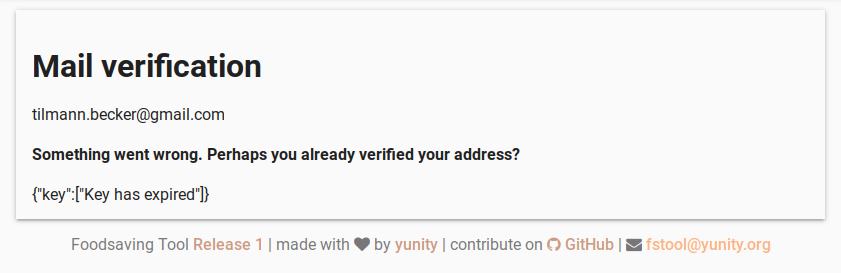 Mail verification
tilmann.becker@gmail.com
Something went wrong. Perhaps you already verified your address?
{"key":["Key has expired"]}
Foodsaving Tool Release 1 | made with by yunity | contribute on GitHub | fstool@yunity.org